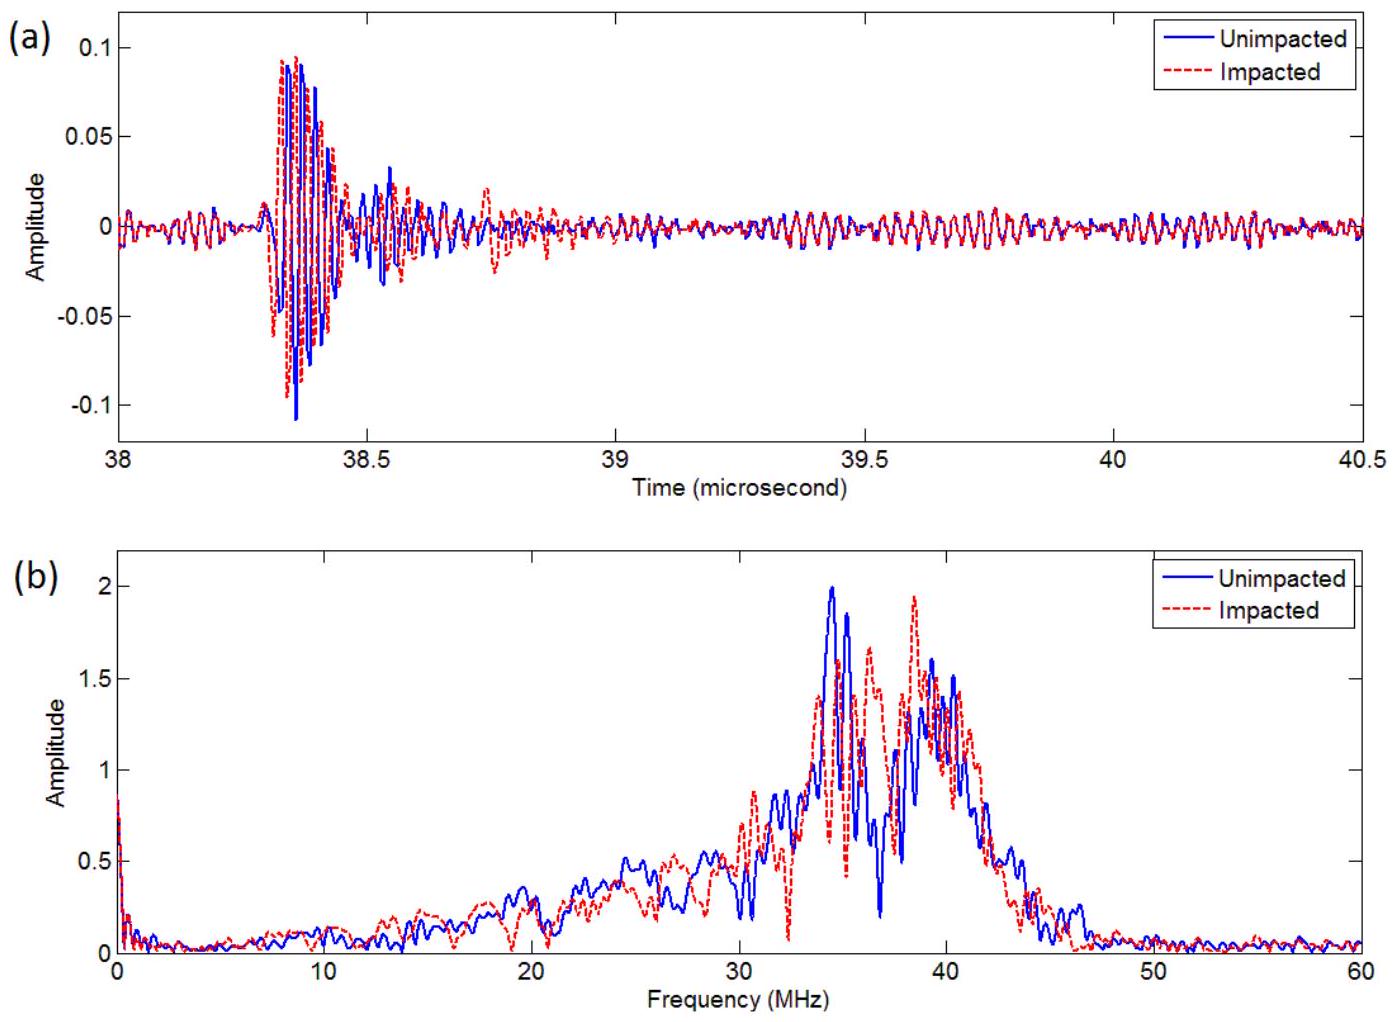 (a)
0.1
0.05
0
-0.05
-0.1
Amplitude
Unimpacted
Impacted
38 38.5 39 39.5 40 40.5
Time (microsecond)
(b)
2
1.5
1
0.5
0
Amplitude
Unimpacted
Impacted
0 10 20 30 40 50 60
Frequency (MHz)